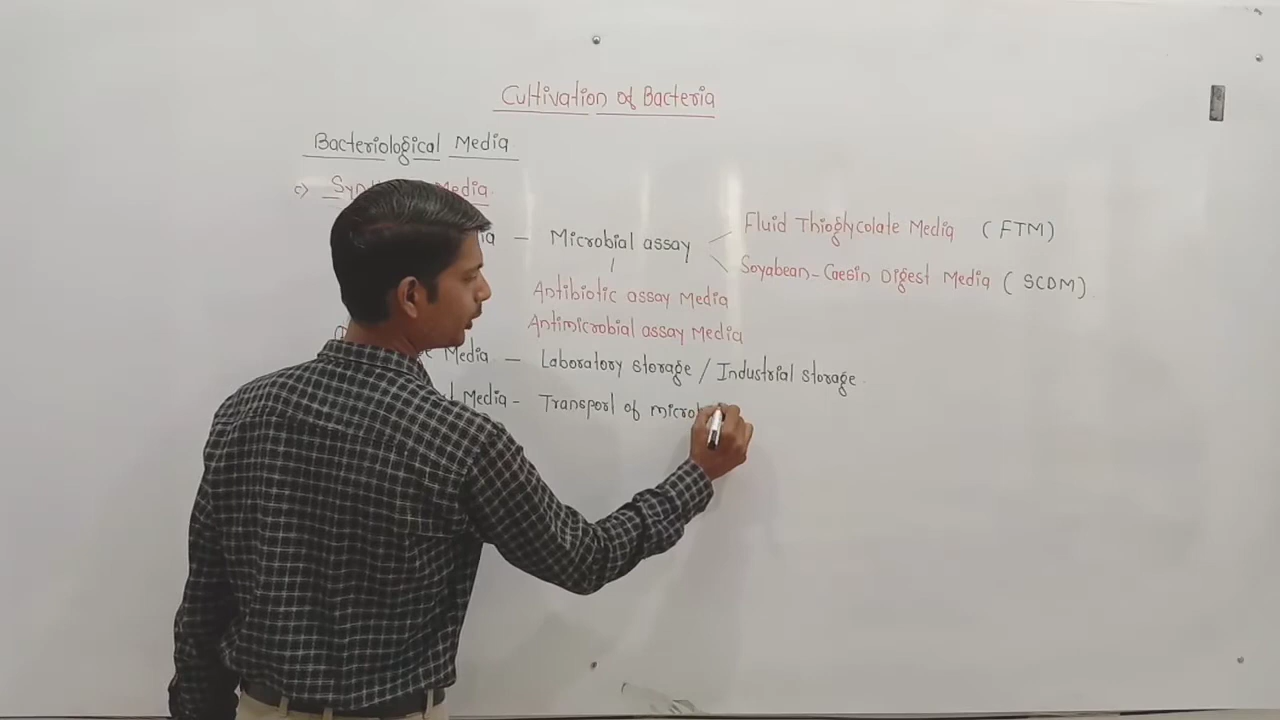 Cultivation of Bacteria
Bacteriological Media
c) Media
— Microbial assay
Fluid Thioglycolate Media (FTM)
Soyabean-Caesin Digest Media (SCDM)
Antibiotic assay Media
Antimicrobial assay Media
Media — Laboratory storage / Industrial storage
Media - Transport of